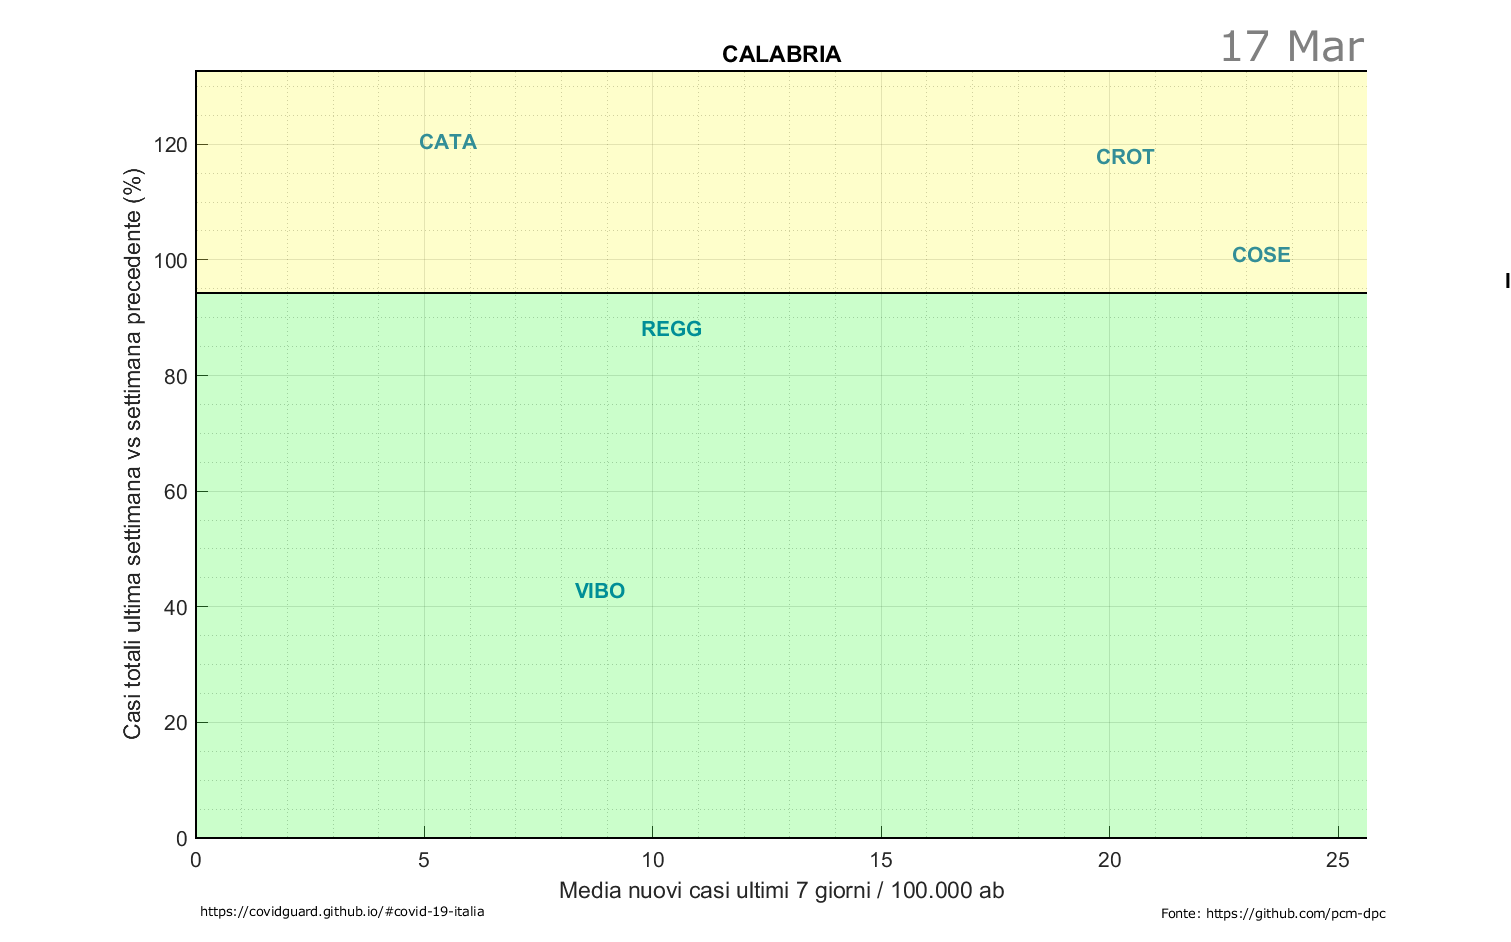 17 Mar
CALABRIA
Casi totali ultima settimana vs settimana precedente (%)
120
100
80
60
40
20
0
CATA
CROT
COSE
REGG
VIBO
0 5 10 15 20 25
Media nuovi casi ultimi 7 giorni / 100.000 ab
https://covidguard.github.io/#covid-19-italia
Fonte: https://github.com/pcm-dpc